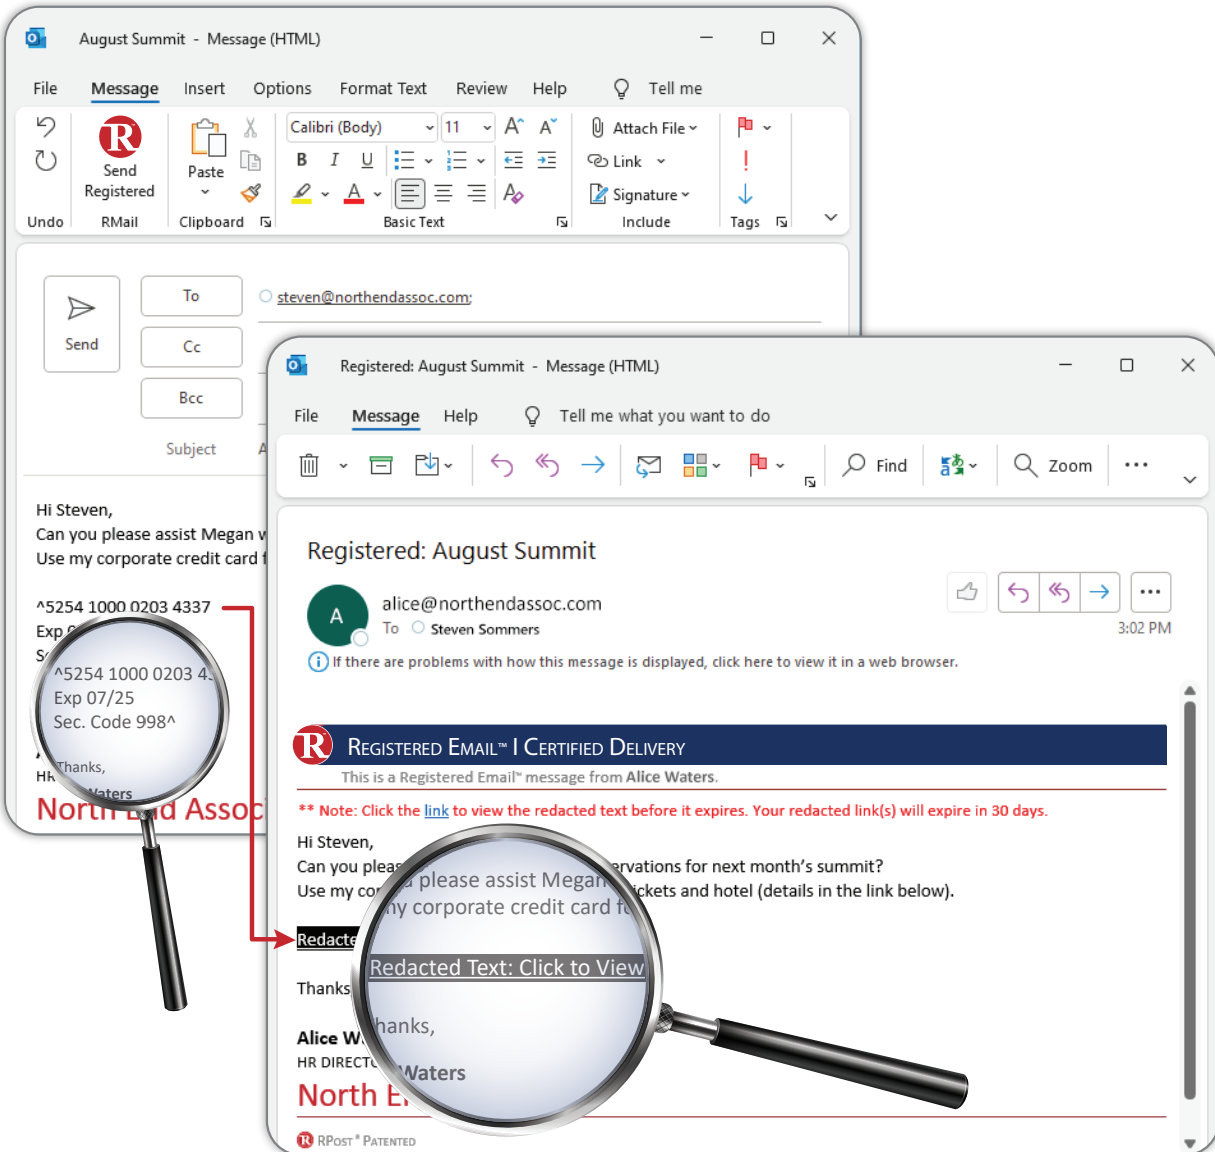 August Summit - Message (HTML)
File Message Insert Options Format Text Review Help Tell me
Calibri (Body) 11
Attach File
Send Registered
Paste
B I U
Link
Signature
Undo RMail Clipboard Basic Text Include Tags
Send
To steven@northendassoc.com;
Cc
Bcc
Subject A
Hi Steven,
Can you please assist Megan
Use my corporate credit card
^5254 1000 0203 4337
Exp
^5254 1000 0203
Exp 07/25
Sec. Code 998^
Thanks,
Waters
HR
North End Assoc
Registered: August Summit - Message (HTML)
File Message Help Tell me what you want to do
Find Zoom
Registered: August Summit
A
alice@northendassoc.com
To Steven Sommers
3:02 PM
If there are problems with how this message is displayed, click here to view it in a web browser.
R REGISTERED EMAIL™ | CERTIFIED DELIVERY
This is a Registered Email™ message from Alice Waters.
** Note: Click the link to view the redacted text before it expires. Your redacted link(s) will expire in 30 days.
Hi Steven,
Can you please ervations for next month's summit?
Use my ickets and hotel (details in the link below).
please assist Megan
my corporate credit card
Redacted Text: Click to View
Thanks
hanks,
Alice W
Waters
HR DIRECTO
North E
R RPOST® PATENTED